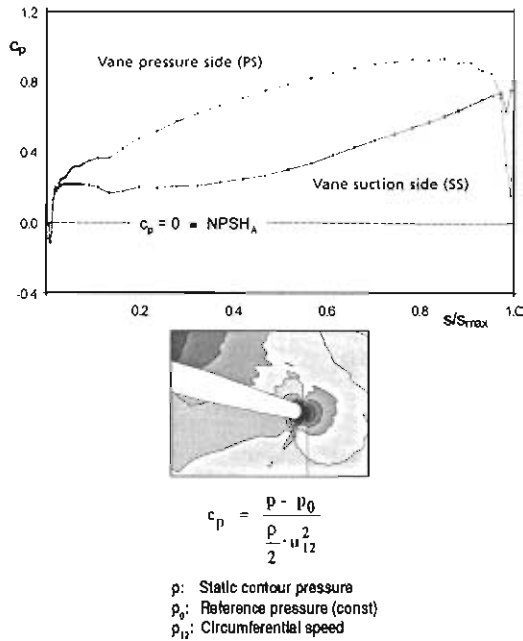 1.2
cp
Vane pressure side (PS)
0.8
0.4
Vane suction side (SS)
0.0
cp = 0 = NPSHA
-0.4
0.2 0.4 0.6 0.8 1.0
s/smax
cp = (p - p0) / (ρ/2 · u12²)
p: Static contour pressure
p0: Reference pressure (const)
p12: Circumferential speed